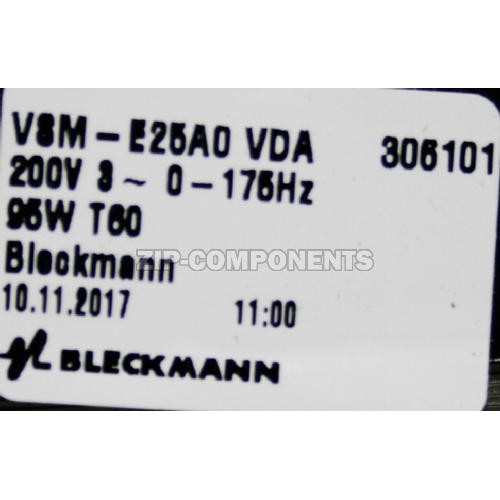 VSM - E25A0 VDA 306101
200V 3 ~ 0 - 175Hz
95W T60
Bleckmann
ZIP-COMPONENTS
10.11.2017 11:00
BLECKMANN